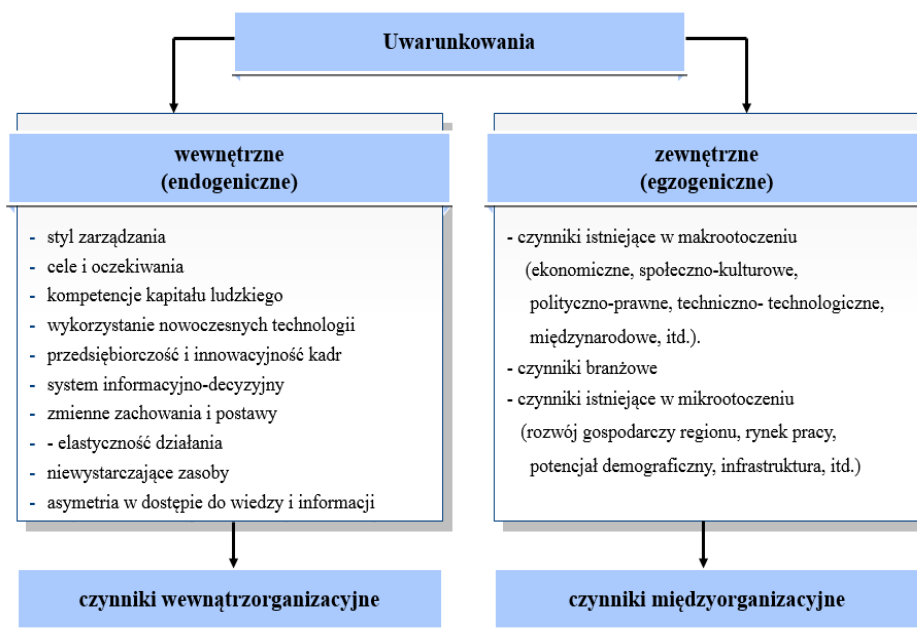 Uwarunkowania
wewnętrzne
(endogeniczne)
- styl zarządzania
- cele i oczekiwania
- kompetencje kapitału ludzkiego
- wykorzystanie nowoczesnych technologii
- przedsiębiorczość i innowacyjność kadr
- system informacyjno-decyzyjny
- zmienne zachowania i postawy
- - elastyczność działania
- niewystarczające zasoby
- asymetria w dostępie do wiedzy i informacji
czynniki wewnątrzorganizacyjne
zewnętrzne
(egzogeniczne)
- czynniki istniejące w makrootoczeniu
(ekonomiczne, społeczno-kulturowe,
polityczno-prawne, techniczno- technologiczne,
międzynarodowe, itd.).
- czynniki branżowe
- czynniki istniejące w mikrootoczeniu
(rozwój gospodarczy regionu, rynek pracy,
potencjał demograficzny, infrastruktura, itd.)
czynniki międzyorganizacyjne